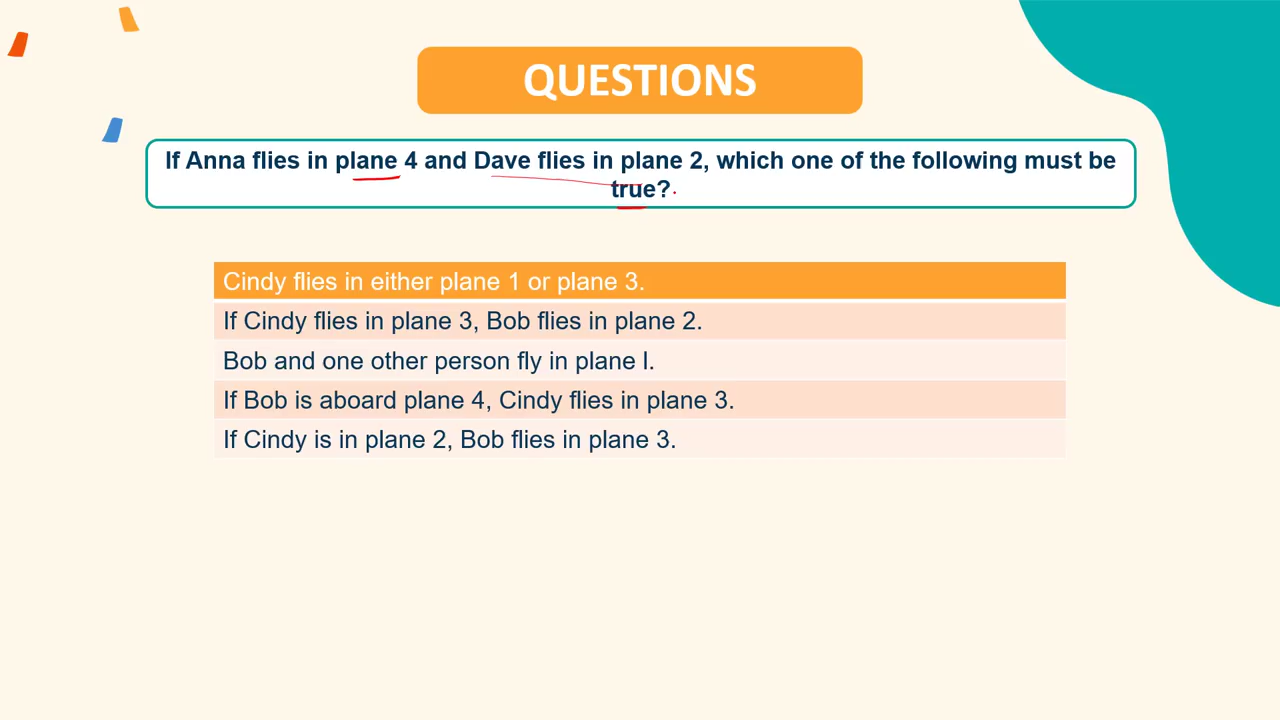 QUESTIONS
If Anna flies in plane 4 and Dave flies in plane 2, which one of the following must be
true?
Cindy flies in either plane 1 or plane 3.
If Cindy flies in plane 3, Bob flies in plane 2.
Bob and one other person fly in plane I.
If Bob is aboard plane 4, Cindy flies in plane 3.
If Cindy is in plane 2, Bob flies in plane 3.